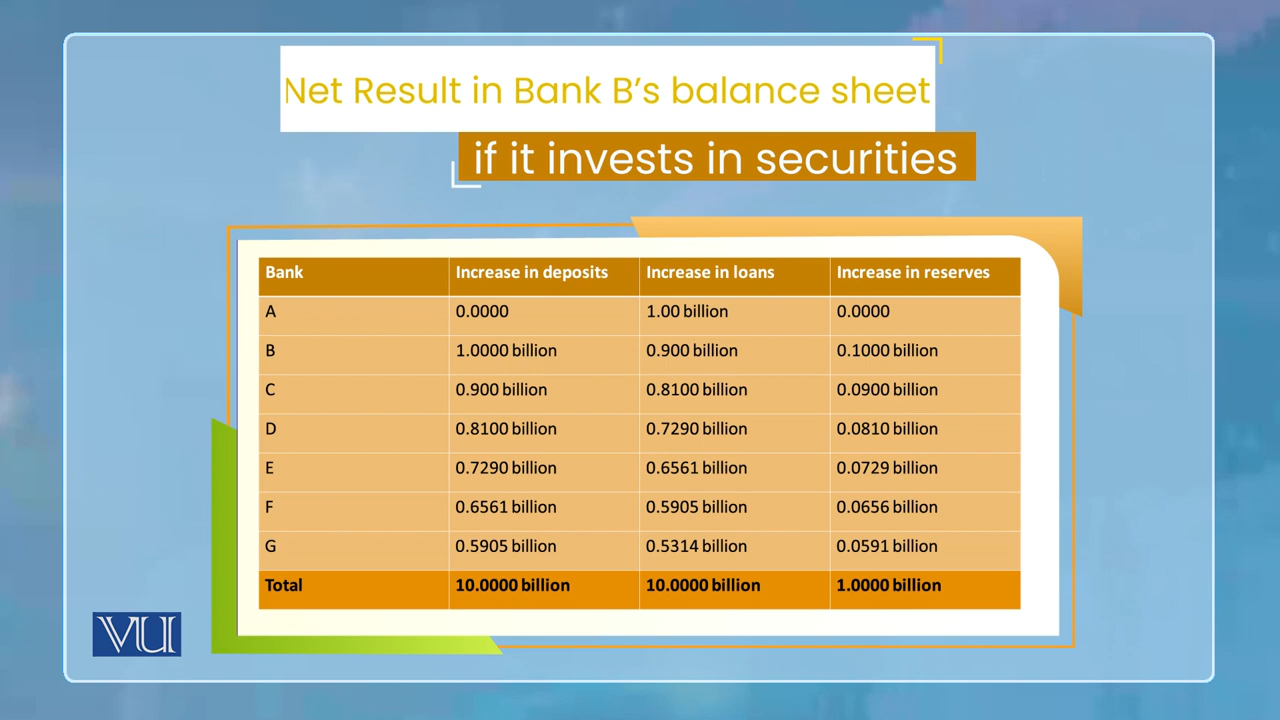 Net Result in Bank B’s balance sheet
if it invests in securities
Bank Increase in deposits Increase in loans Increase in reserves
A 0.0000 1.00 billion 0.0000
B 1.0000 billion 0.900 billion 0.1000 billion
C 0.900 billion 0.8100 billion 0.0900 billion
D 0.8100 billion 0.7290 billion 0.0810 billion
E 0.7290 billion 0.6561 billion 0.0729 billion
F 0.6561 billion 0.5905 billion 0.0656 billion
G 0.5905 billion 0.5314 billion 0.0591 billion
Total 10.0000 billion 10.0000 billion 1.0000 billion
VU